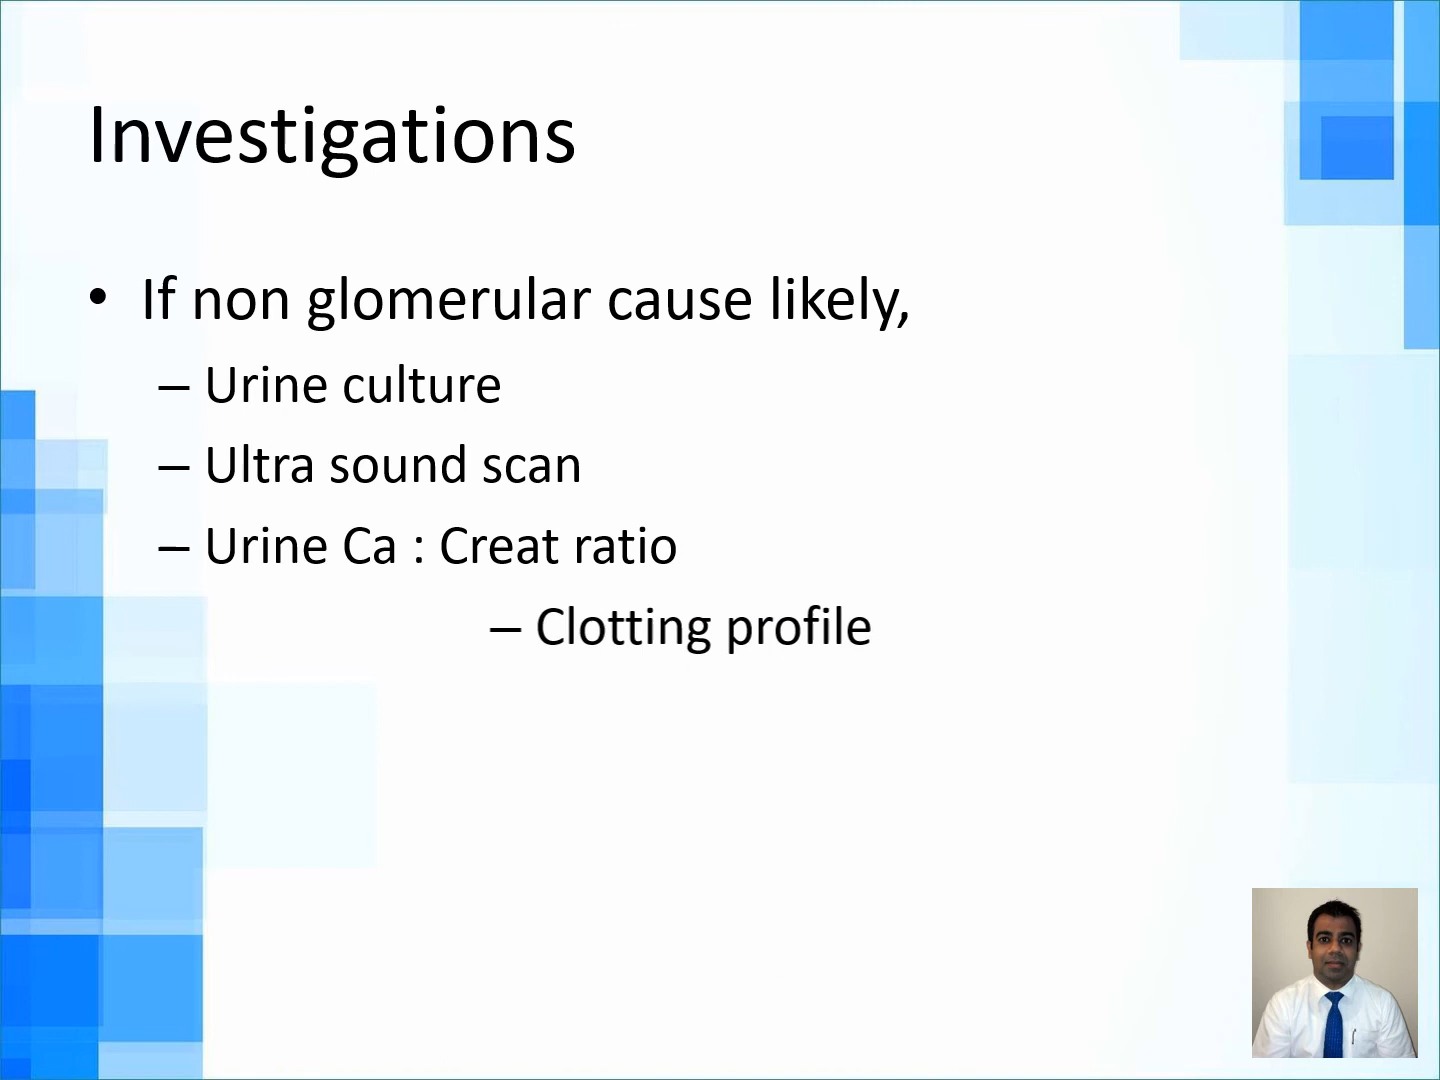 Investigations
• If non glomerular cause likely,
– Urine culture
– Ultra sound scan
– Urine Ca : Creat ratio
– Clotting profile